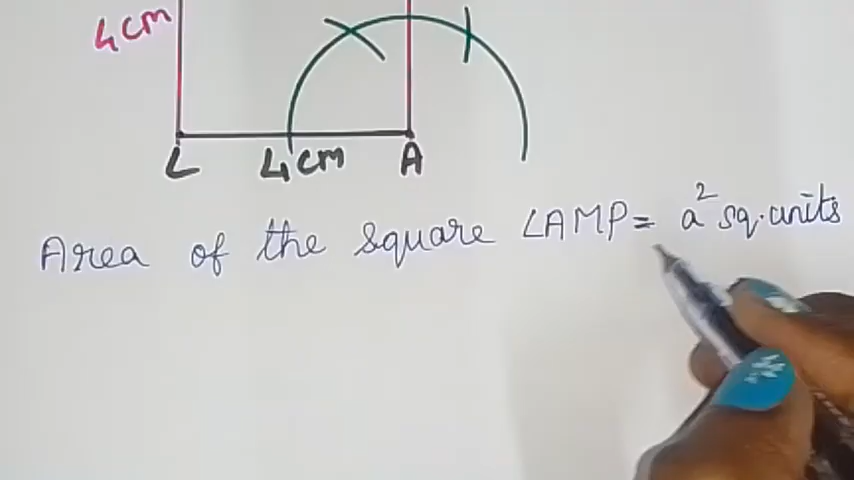 4cm
L 4cm A
Area of the square LAMP = a² sq. units